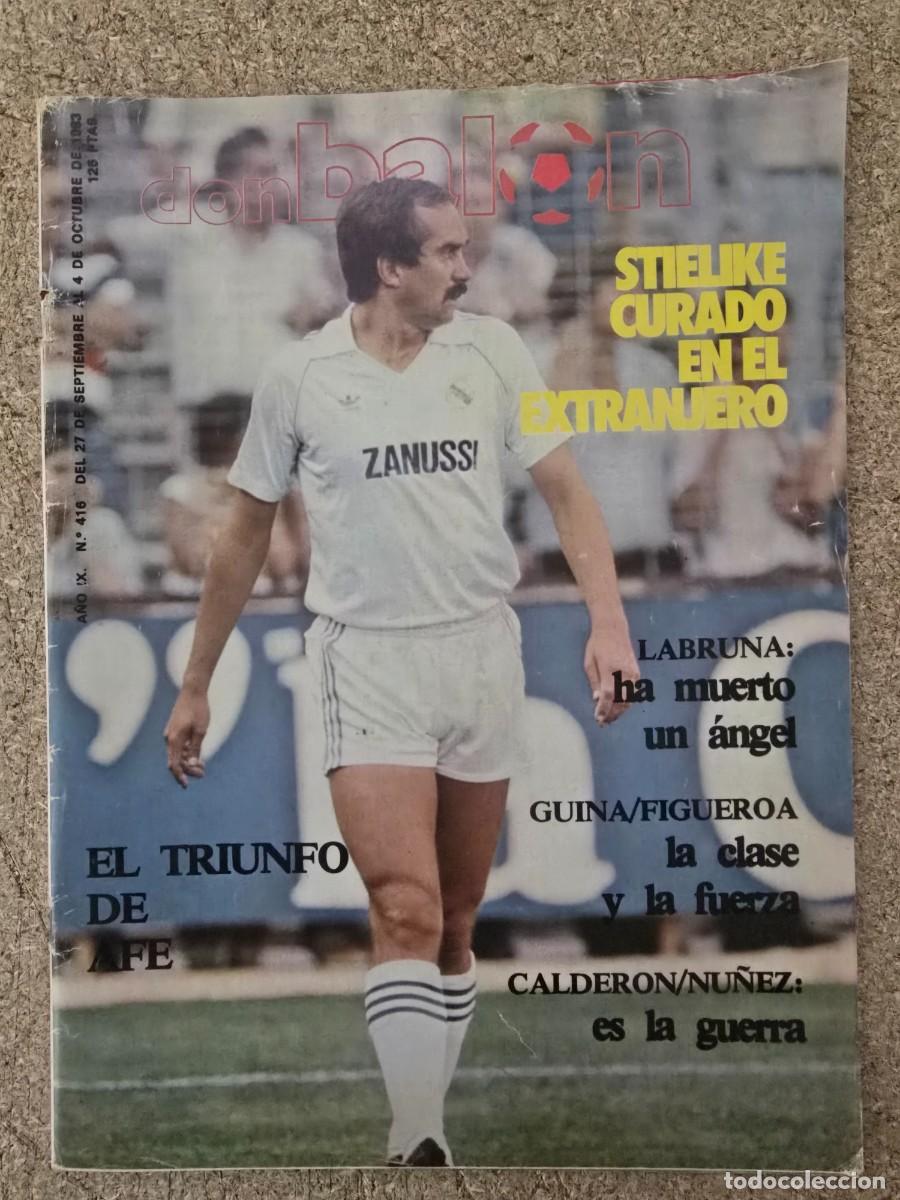 AÑO IX. N.º 416 DEL 27 DE SEPTIEMBRE AL 4 DE OCTUBRE DE 1983
125 PTAS
donbalon
STIELIKE
CURADO
EN EL
EXTRANJERO
ZANUSSI
LABRUNA:
ha muerto
un ángel
GUINA/FIGUEROA
la clase
y la fuerza
EL TRIUNFO
DE
AFE
CALDERON/NUÑEZ:
es la guerra
todocoleccion